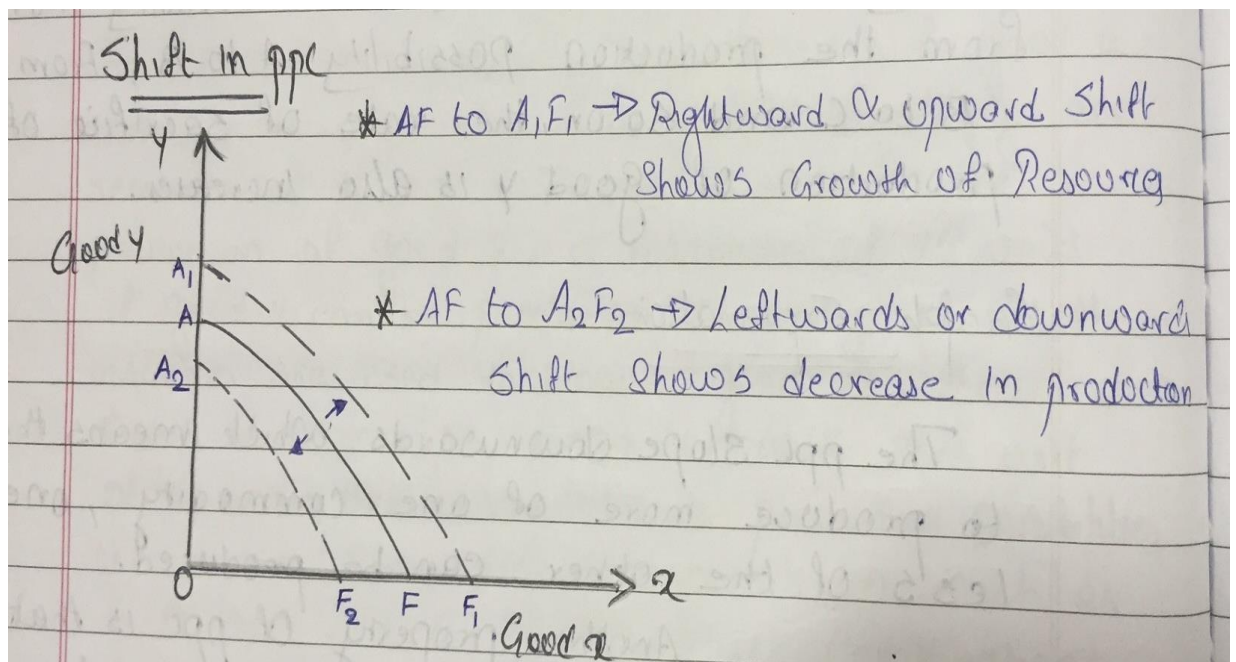 Shift in ppc
* AF to A₁F₁ → Rightward & upward Shift
Shows Growth of Resource
Y
Good Y
A₁
A
* AF to A₂F₂ → Leftwards or downward
A₂
Shift Shows decrease in prodocton
O
F₂ F F₁
x
Good x